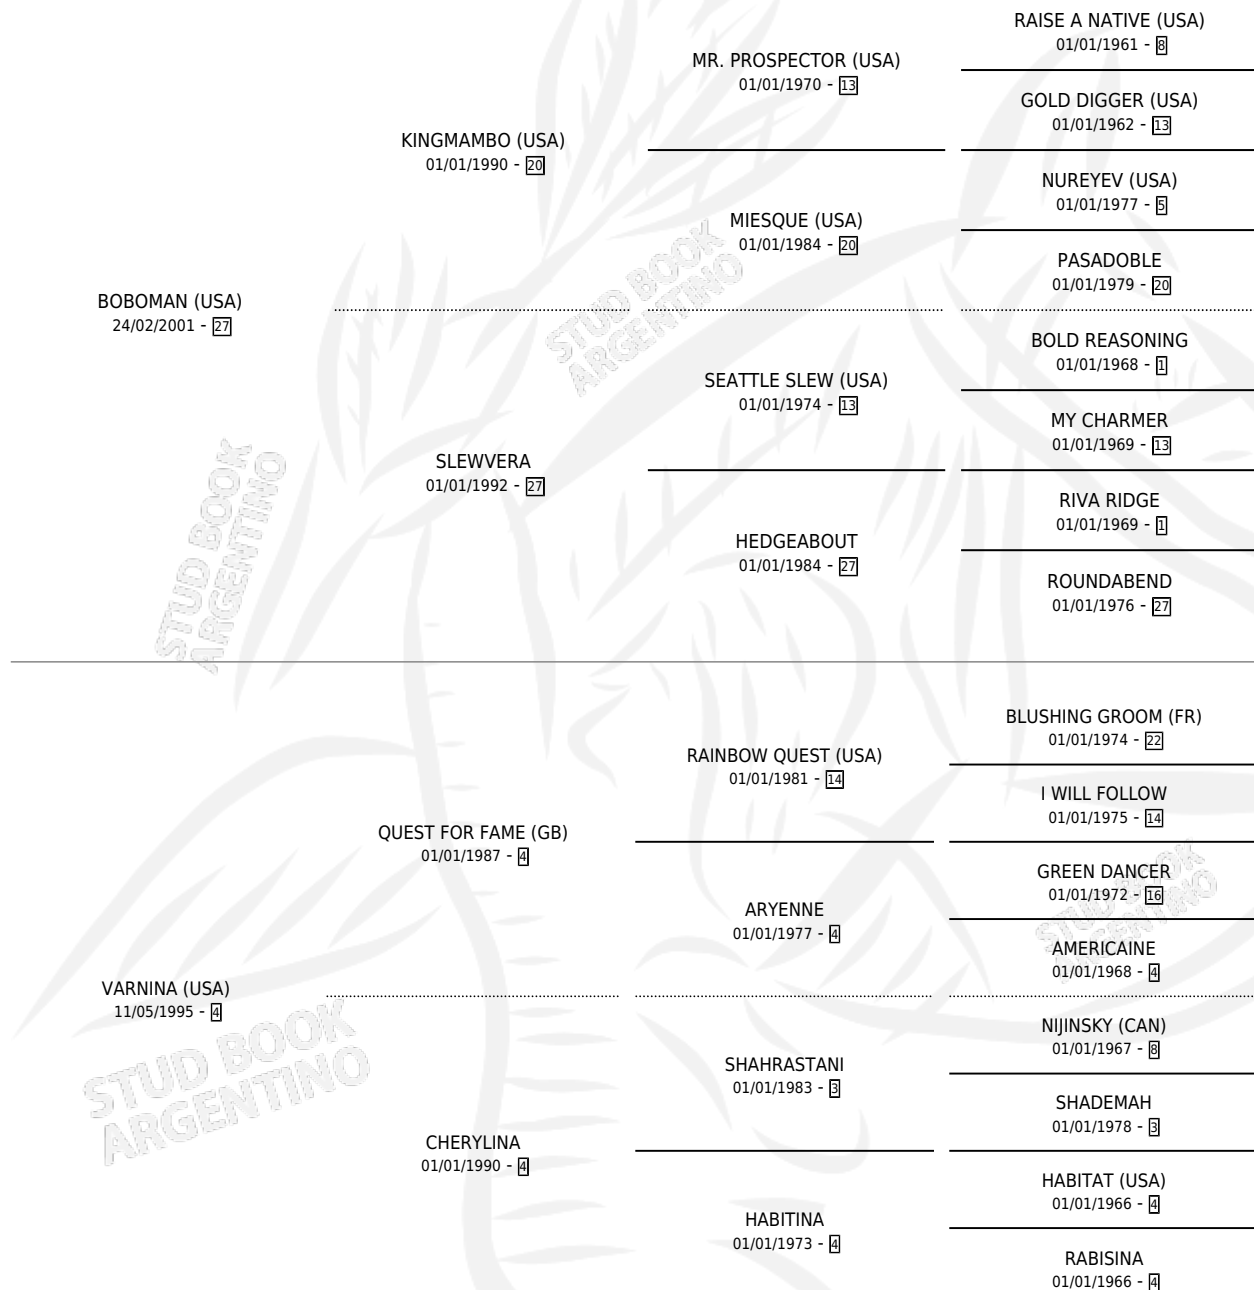 RAISE A NATIVE (USA)
01/01/1961 - 8
MR. PROSPECTOR (USA)
01/01/1970 - 13
GOLD DIGGER (USA)
01/01/1962 - 13
KINGMAMBO (USA)
01/01/1990 - 20
NUREYEV (USA)
01/01/1977 - 5
MIESQUE (USA)
01/01/1984 - 20
PASADOBLE
01/01/1979 - 20
BOBOMAN (USA)
24/02/2001 - 27
BOLD REASONING
01/01/1968 - 1
SEATTLE SLEW (USA)
01/01/1974 - 13
MY CHARMER
01/01/1969 - 13
SLEWVERA
01/01/1992 - 27
RIVA RIDGE
01/01/1969 - 1
HEDGEABOUT
01/01/1984 - 27
ROUNDABEND
01/01/1976 - 27
BLUSHING GROOM (FR)
01/01/1974 - 22
RAINBOW QUEST (USA)
01/01/1981 - 14
I WILL FOLLOW
01/01/1975 - 14
QUEST FOR FAME (GB)
01/01/1987 - 4
GREEN DANCER
01/01/1972 - 16
ARYENNE
01/01/1977 - 4
AMERICAINE
01/01/1968 - 4
VARNINA (USA)
11/05/1995 - 4
NIJINSKY (CAN)
01/01/1967 - 8
SHAHRASTANI
01/01/1983 - 3
SHADEMAH
01/01/1978 - 3
CHERYLINA
01/01/1990 - 4
HABITAT (USA)
01/01/1966 - 4
HABITINA
01/01/1973 - 4
RABISINA
01/01/1966 - 4
STUD BOOK
ARGENTINO
STUD BOOK
ARGENTINO
STUD BOOK
ARGENTINO
STUD BOOK
ARGENTINO